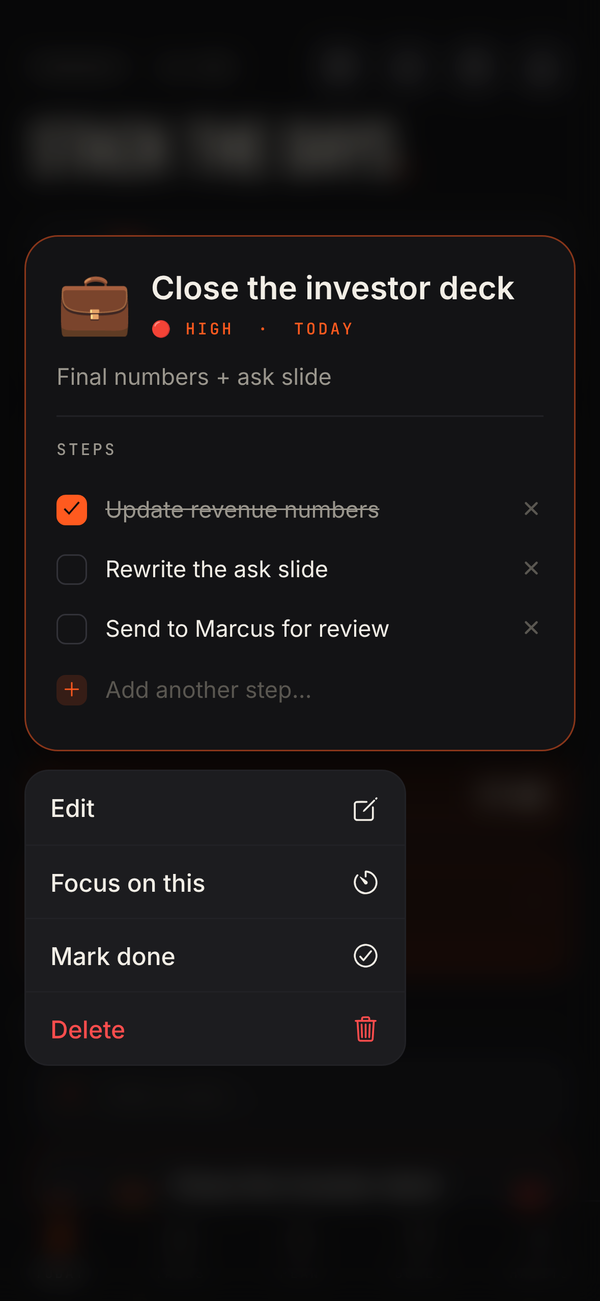 Close the investor deck
HIGH · TODAY
Final numbers + ask slide
STEPS
Update revenue numbers
Rewrite the ask slide
Send to Marcus for review
Add another step...
Edit
Focus on this
Mark done
Delete